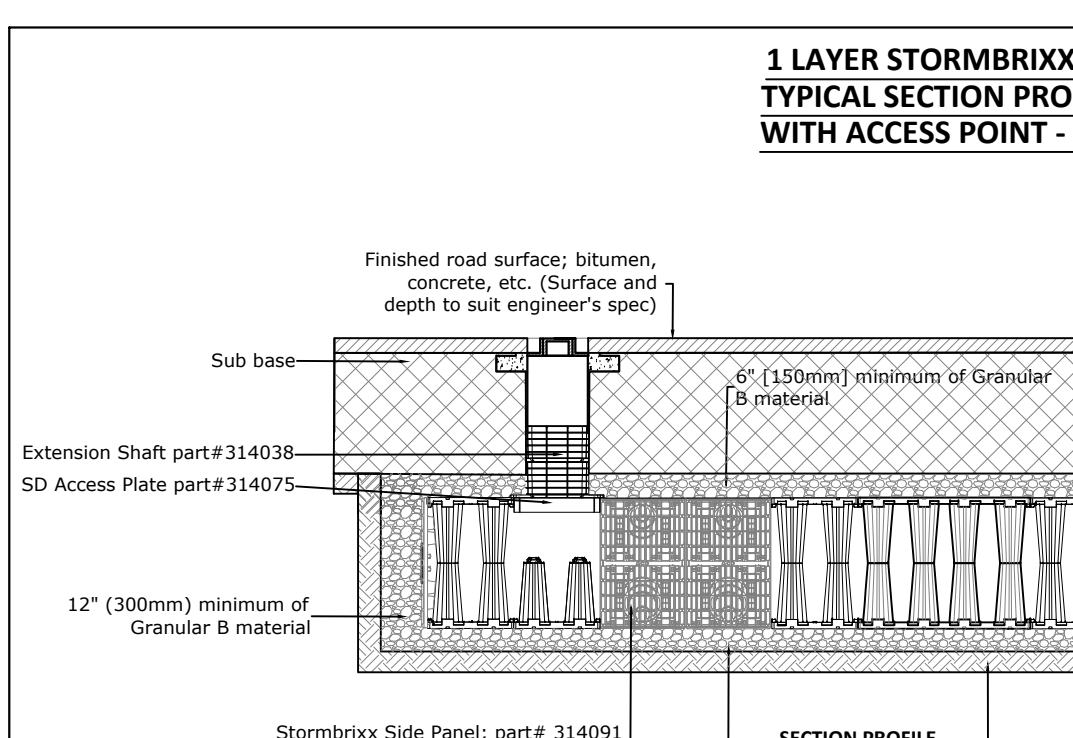 1 LAYER STORMBRIXX
TYPICAL SECTION PRO
WITH ACCESS POINT -
Finished road surface; bitumen,
concrete, etc. (Surface and
depth to suit engineer's spec)
Sub base
6" [150mm] minimum of Granular
B material
Extension Shaft part#314038
SD Access Plate part#314075
12" (300mm) minimum of
Granular B material
Stormbrixx Side Panel; part# 314091
SECTION PROFILE